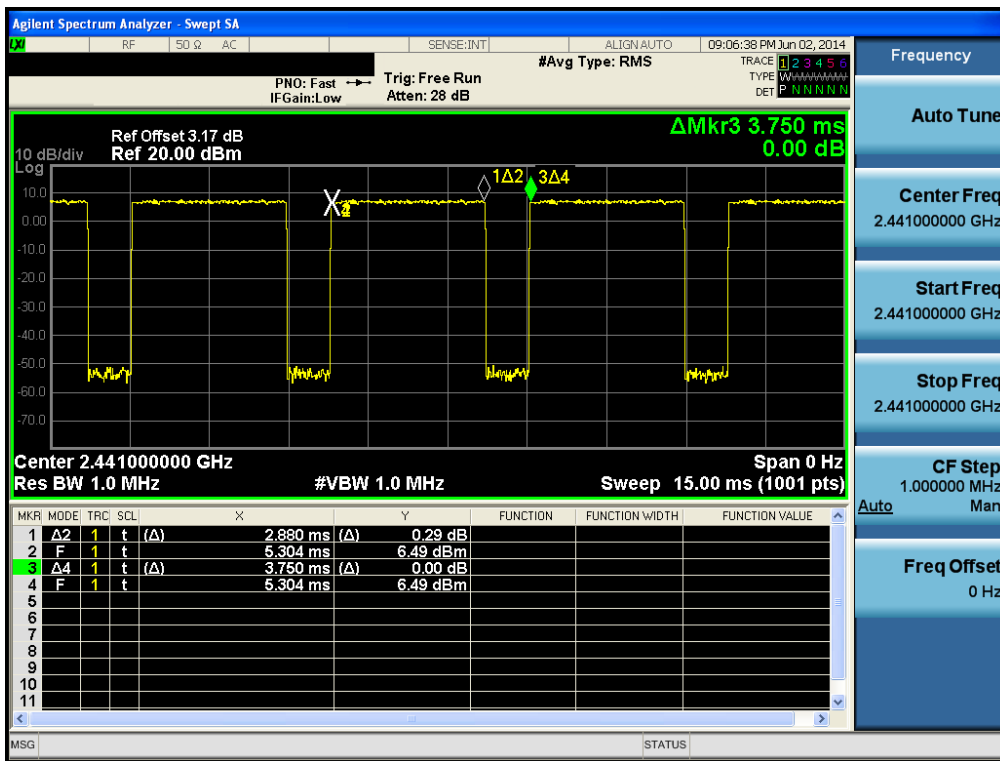 Agilent Spectrum Analyzer - Swept SA
LXI RF 50 Ω AC SENSE:INT ALIGN AUTO 09:06:38 PM Jun 02, 2014
#Avg Type: RMS
TRACE 1 2 3 4 5 6
TYPE WWWWWW
DET P N N N N N
PNO: Fast
IFGain:Low
Trig: Free Run
Atten: 28 dB
ΔMkr3 3.750 ms
0.00 dB
Ref Offset 3.17 dB
Ref 20.00 dBm
10 dB/div
Log
10.0
0.00
-10.0
-20.0
-30.0
-40.0
-50.0
-60.0
-70.0
1Δ2 3Δ4
Center 2.441000000 GHz
Span 0 Hz
Res BW 1.0 MHz
#VBW 1.0 MHz
Sweep 15.00 ms (1001 pts)
MKR MODE TRC SCL X Y FUNCTION FUNCTION WIDTH FUNCTION VALUE
1 Δ2 1 t (Δ) 2.880 ms (Δ) 0.29 dB
2 F 1 t 5.304 ms 6.49 dBm
3 Δ4 1 t (Δ) 3.750 ms (Δ) 0.00 dB
4 F 1 t 5.304 ms 6.49 dBm
5
6
7
8
9
10
11
MSG STATUS
Frequency
Auto Tune
Center Freq
2.441000000 GHz
Start Freq
2.441000000 GHz
Stop Freq
2.441000000 GHz
CF Step
1.000000 MHz
Auto Man
Freq Offset
0 Hz